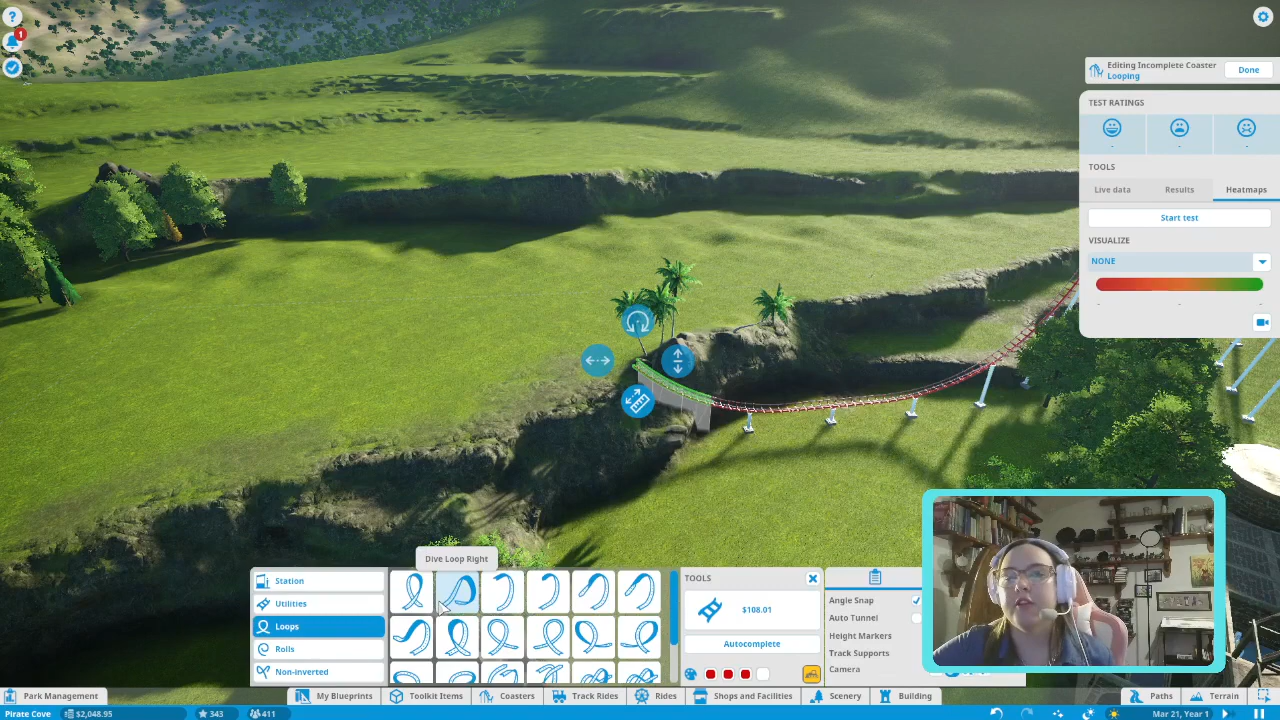 ?
1
Editing Incomplete Coaster
Looping
Done
TEST RATINGS
-
-
-
TOOLS
Live data
Results
Heatmaps
Start test
VISUALIZE
NONE
-
-
-
Dive Loop Right
Station
Utilities
Loops
Rolls
Non-inverted
TOOLS
$108.01
Autocomplete
Angle Snap
Auto Tunnel
Height Markers
Track Supports
Camera
Park Management
My Blueprints
Toolkit Items
Coasters
Track Rides
Rides
Shops and Facilities
Scenery
Building
Paths
Terrain
Pirate Cove
$2,048.95
343
411
Mar 21, Year 1